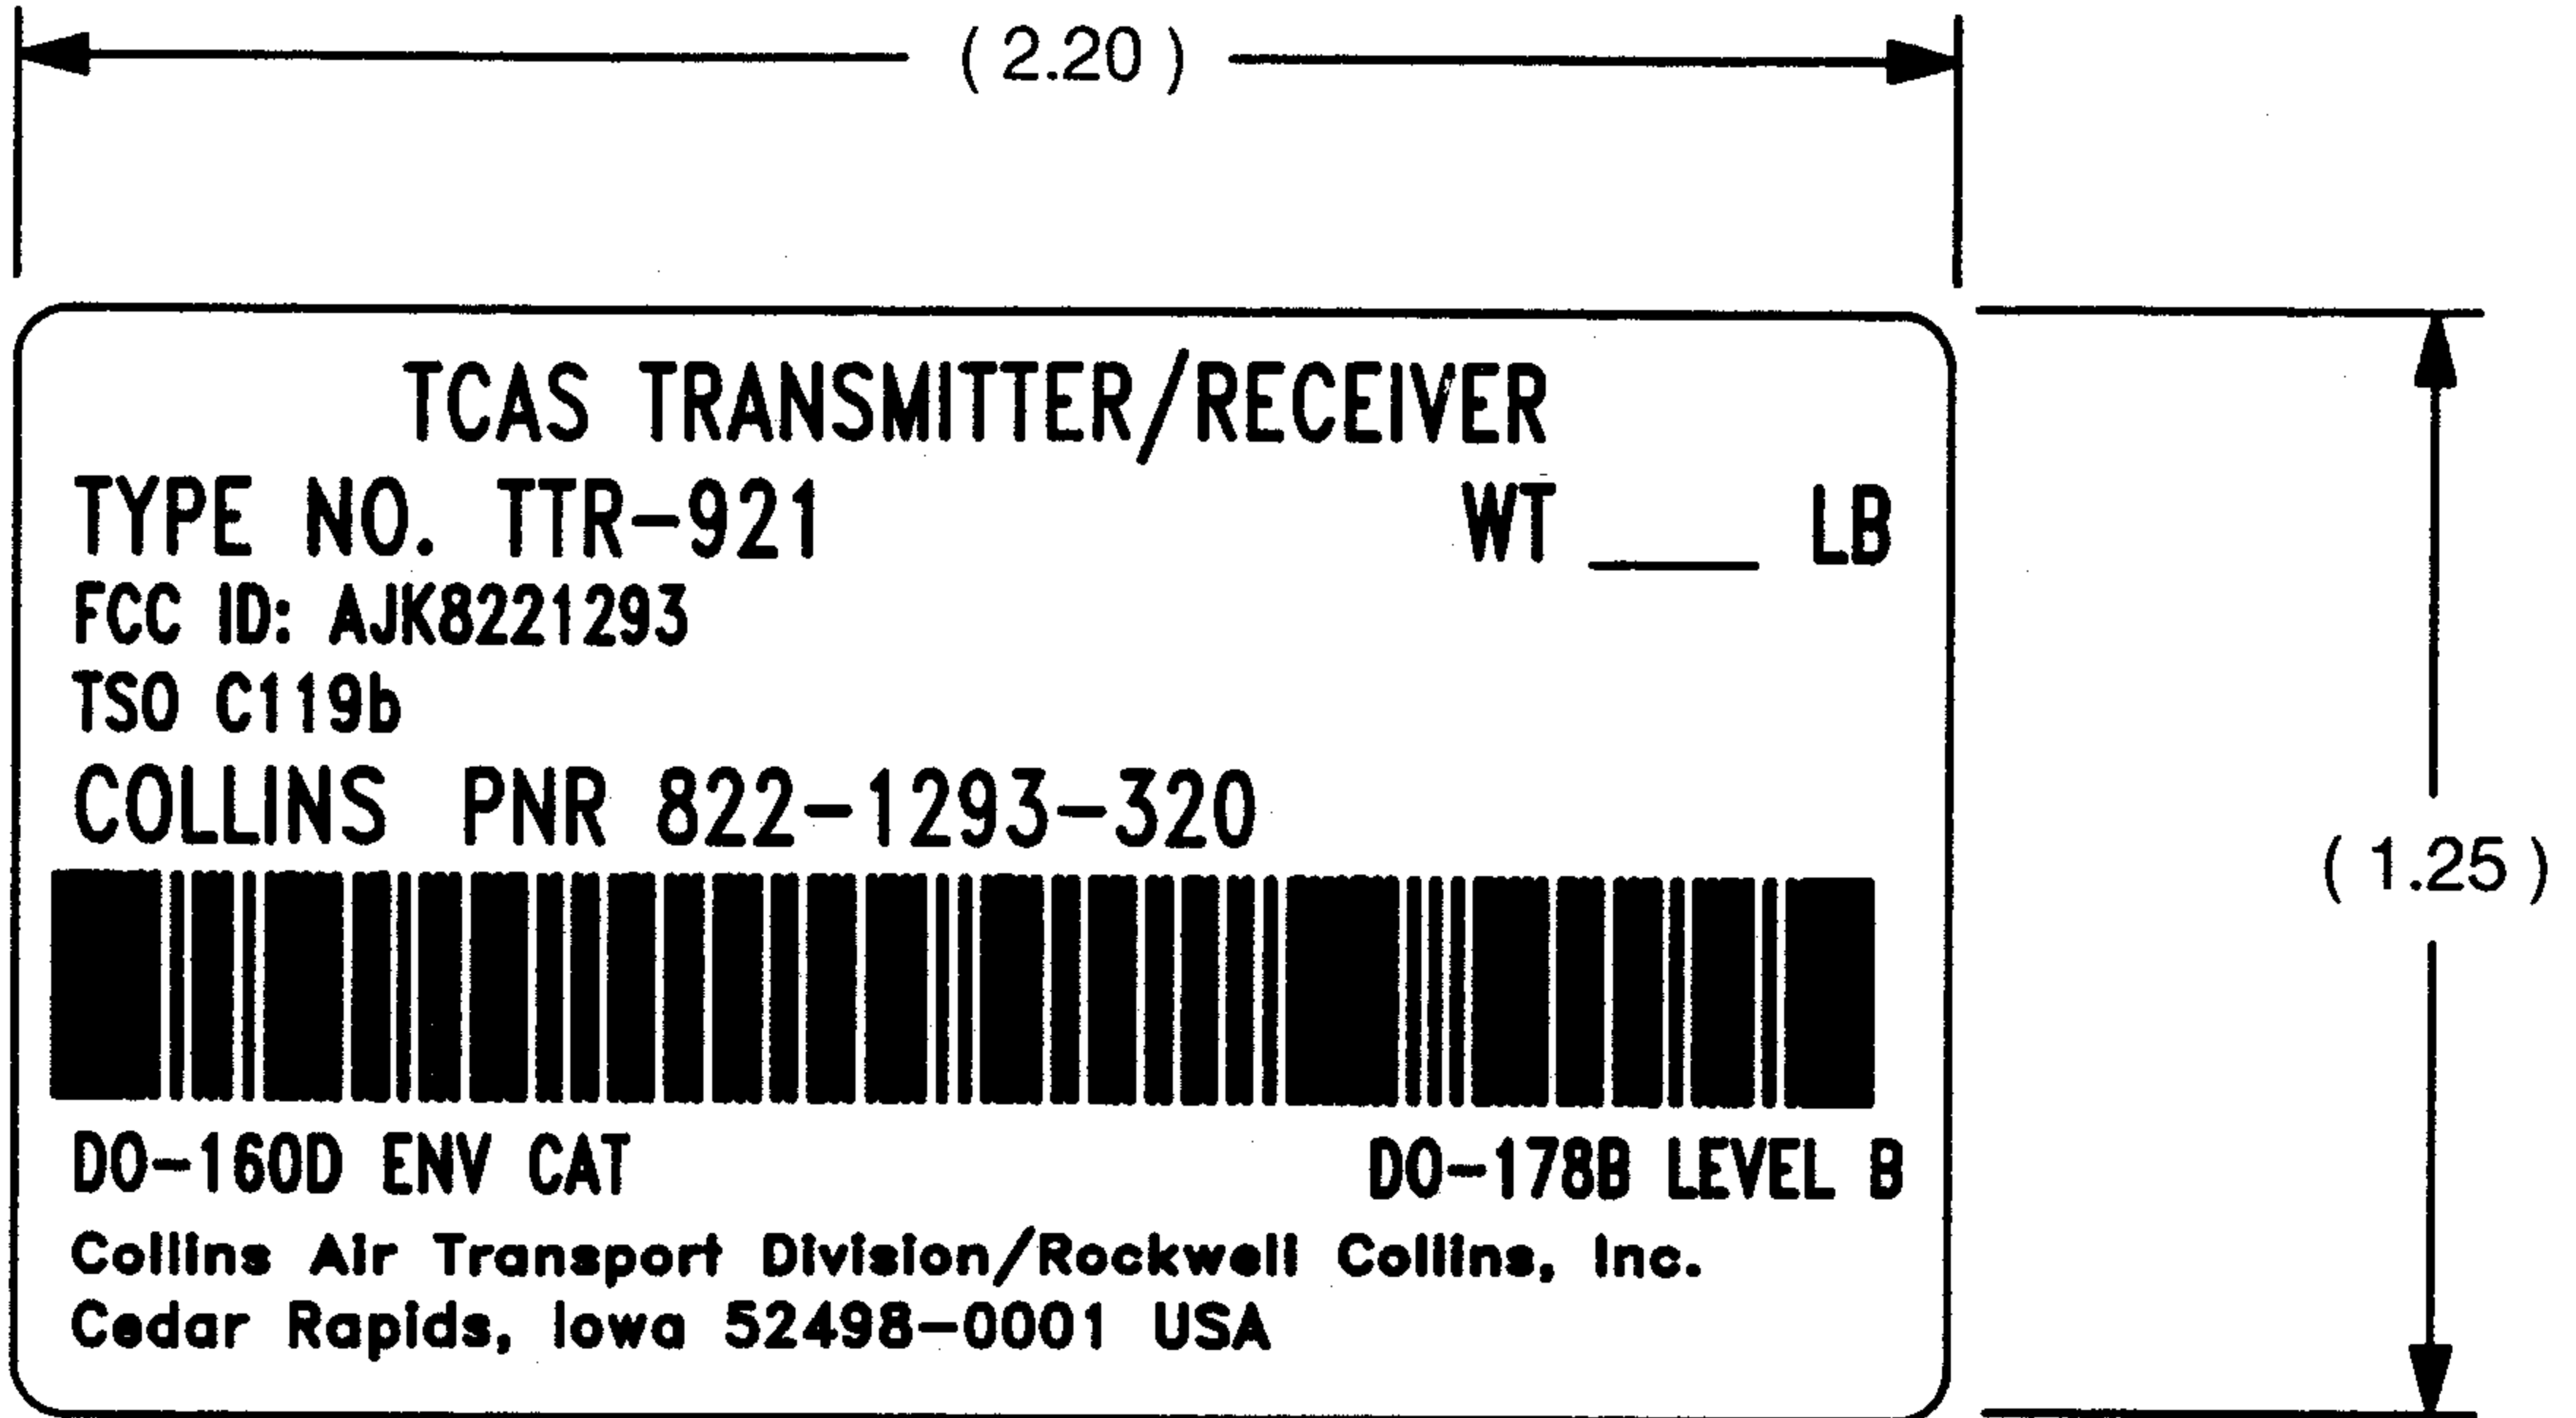 ( 2.20 )
TCAS TRANSMITTER/RECEIVER
TYPE NO. TTR-921 WT ___ LB
FCC ID: AJK8221293
TSO C119b
COLLINS PNR 822-1293-320
( 1.25 )
DO-160D ENV CAT DO-178B LEVEL B
Collins Air Transport Division/Rockwell Collins, Inc.
Cedar Rapids, Iowa 52498-0001 USA